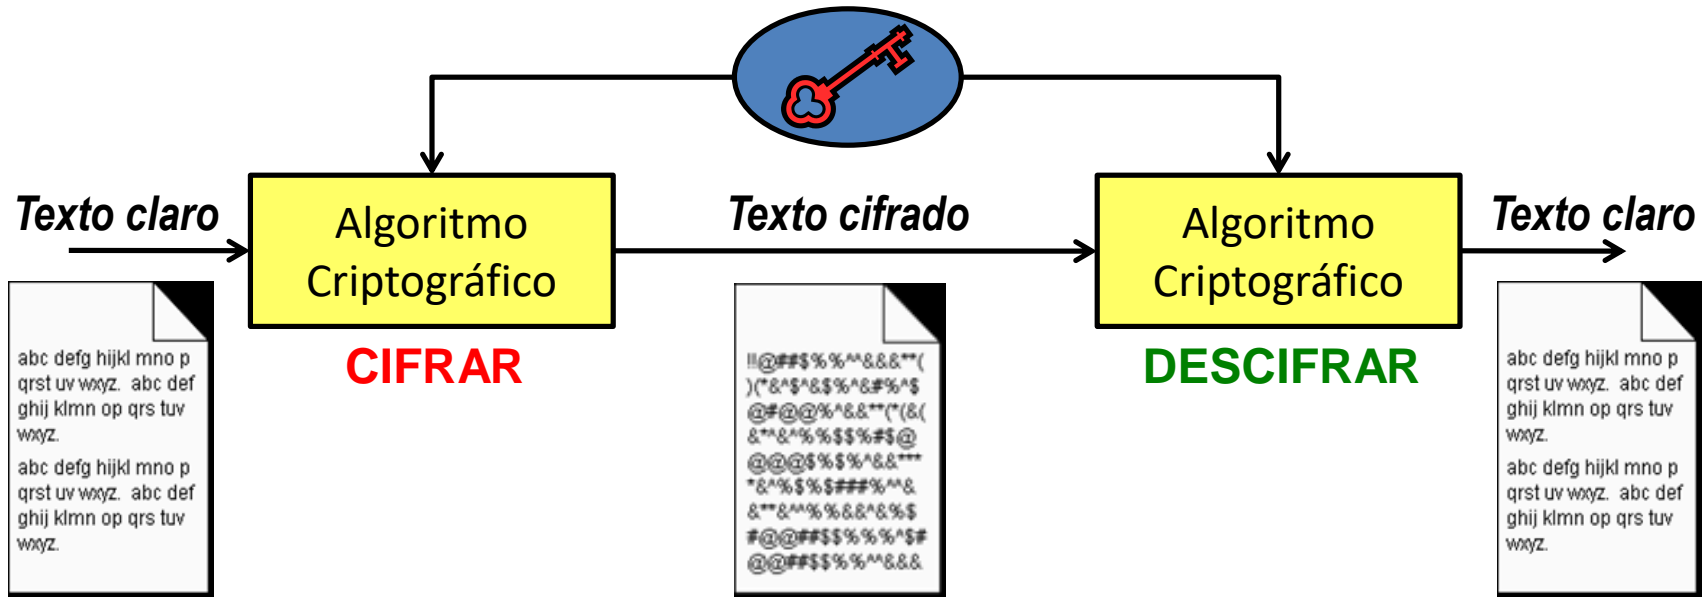 Texto claro
Algoritmo
Criptográfico
CIFRAR
Texto cifrado
Algoritmo
Criptográfico
DESCIFRAR
Texto claro
abc defg hijkl mno p
qrst uv wxyz. abc def
ghij klmn op qrs tuv
wxyz.
abc defg hijkl mno p
qrst uv wxyz. abc def
ghij klmn op qrs tuv
wxyz.
!!@##$%%^^&&&**(
)(*&^$^&$%^&#%^$
@#@@%^&&**(*(&(
&*^&^%%$$%#$@
@@@$%$%^&&***
*&^%$%$###%^^&
&**&^^%%&&^&%$
#@@##$$%%%^$#
@@##$$%%^^&&&
abc defg hijkl mno p
qrst uv wxyz. abc def
ghij klmn op qrs tuv
wxyz.
abc defg hijkl mno p
qrst uv wxyz. abc def
ghij klmn op qrs tuv
wxyz.